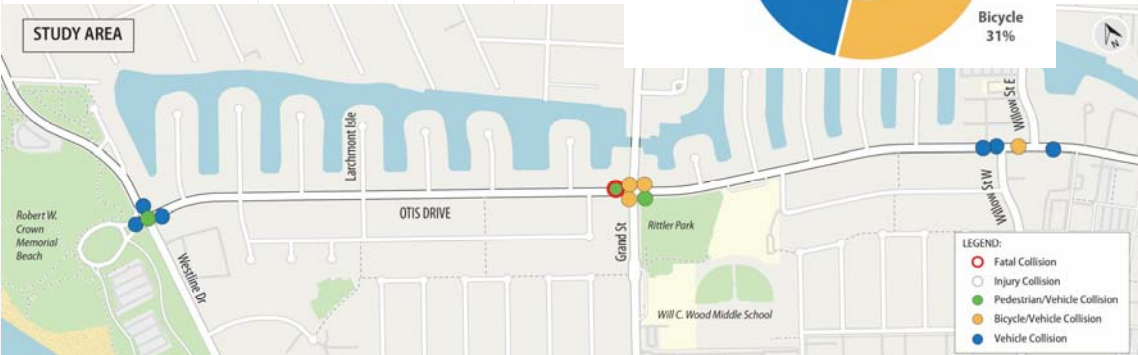 STUDY AREA
Bicycle
31%
N
Willow St E
Larchmont Isle
Robert W.
Crown
Memorial
Beach
OTIS DRIVE
Westline Dr
Grand St
Rittler Park
Willow St W
Will C. Wood Middle School
LEGEND:
Fatal Collision
Injury Collision
Pedestrian/Vehicle Collision
Bicycle/Vehicle Collision
Vehicle Collision